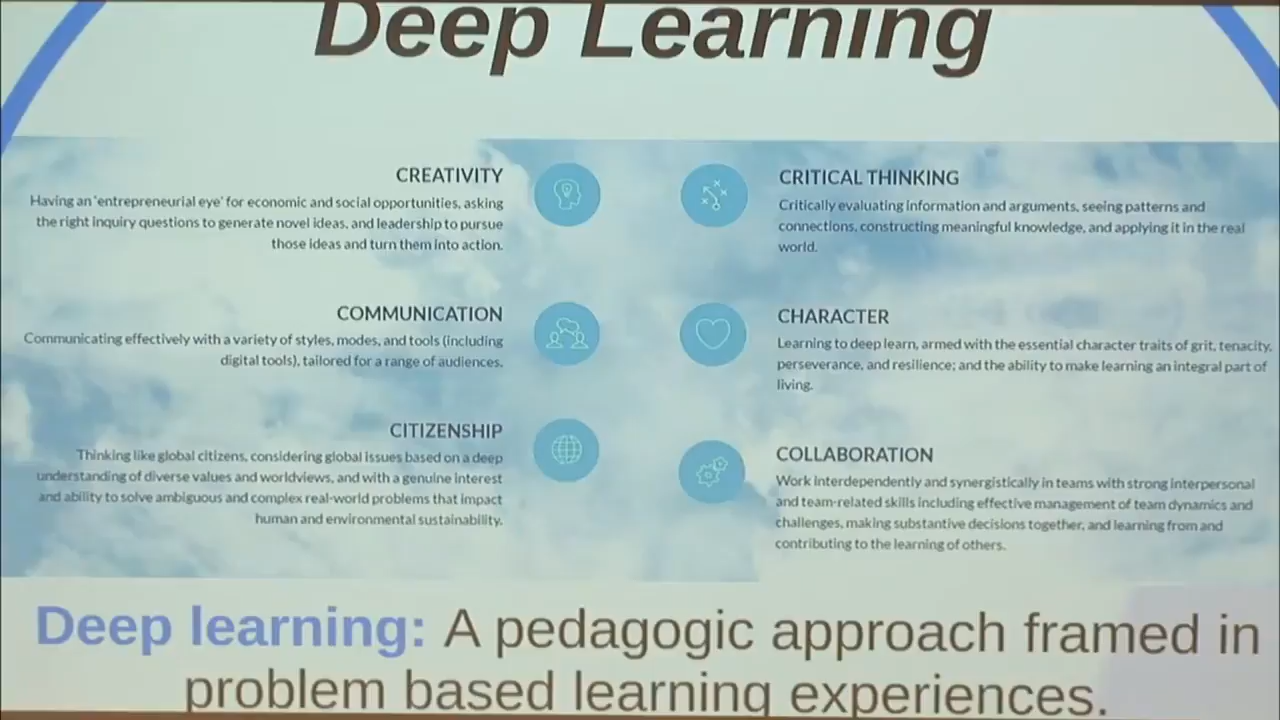 Deep Learning
CREATIVITY
Having an 'entrepreneurial eye' for economic and social opportunities, asking
the right inquiry questions to generate novel ideas, and leadership to pursue
those ideas and turn them into action.
COMMUNICATION
Communicating effectively with a variety of styles, modes, and tools (including
digital tools), tailored for a range of audiences.
CITIZENSHIP
Thinking like global citizens, considering global issues based on a deep
understanding of diverse values and worldviews, and with a genuine interest
and ability to solve ambiguous and complex real-world problems that impact
human and environmental sustainability.
CRITICAL THINKING
Critically evaluating information and arguments, seeing patterns and
connections, constructing meaningful knowledge, and applying it in the real
world.
CHARACTER
Learning to deep learn, armed with the essential character traits of grit, tenacity,
perseverance, and resilience; and the ability to make learning an integral part of
living.
COLLABORATION
Work interdependently and synergistically in teams with strong interpersonal
and team-related skills including effective management of team dynamics and
challenges, making substantive decisions together, and learning from and
contributing to the learning of others.
Deep learning: A pedagogic approach framed in
problem based learning experiences.